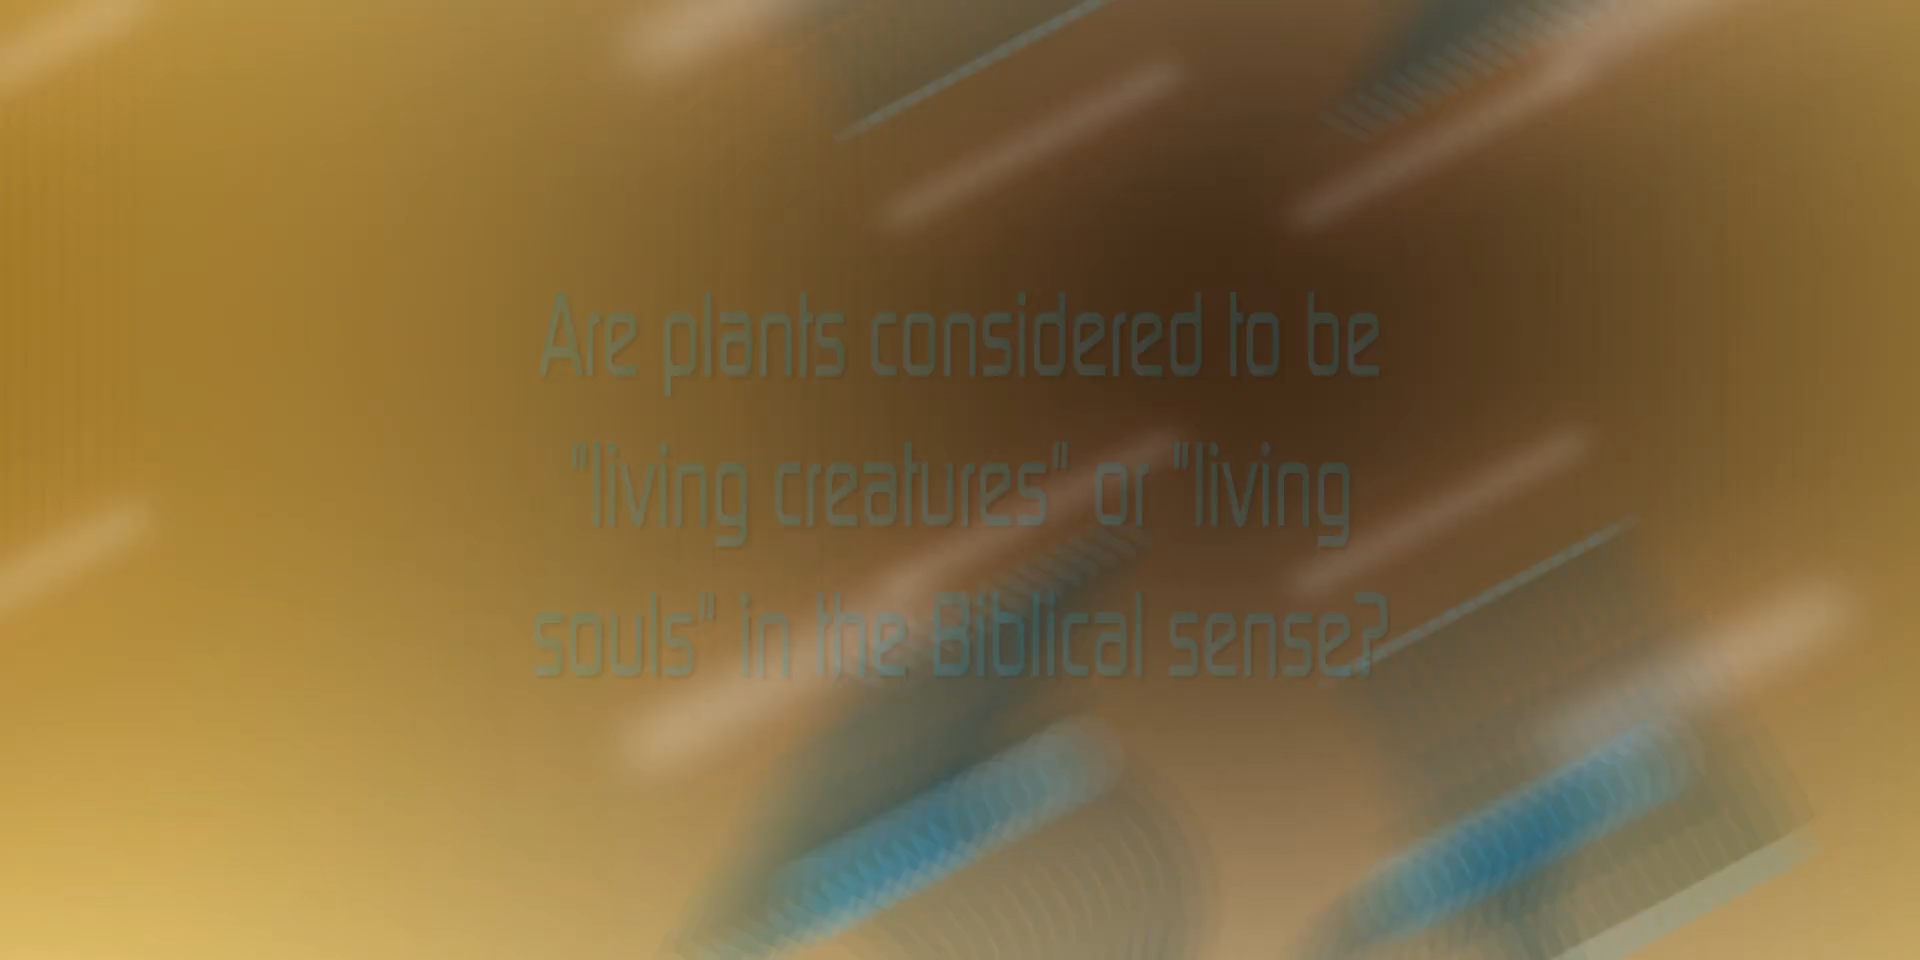 Are plants considered to be
"living creatures" or "living
souls" in the Biblical sense?